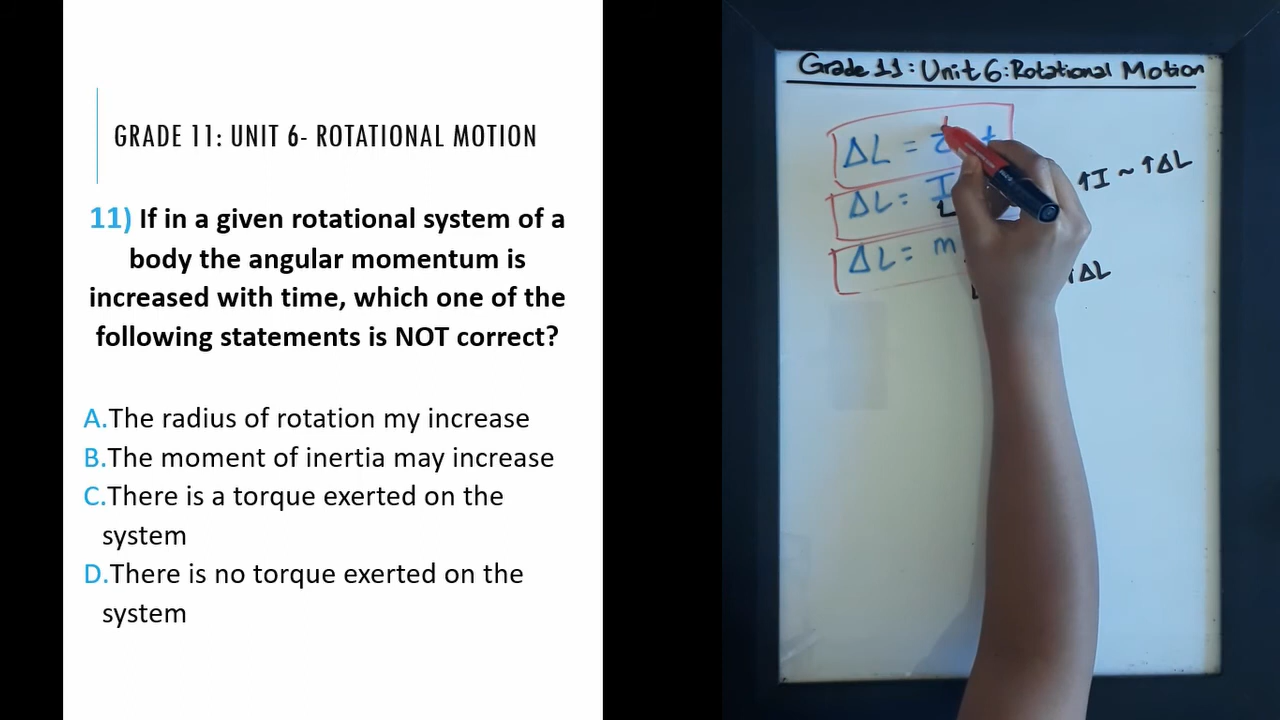 GRADE 11: UNIT 6- ROTATIONAL MOTION
11) If in a given rotational system of a
body the angular momentum is
increased with time, which one of the
following statements is NOT correct?
A.The radius of rotation my increase
B.The moment of inertia may increase
C.There is a torque exerted on the
system
D.There is no torque exerted on the
system
Grade 11: Unit 6: Rotational Motion
ΔL = τ t
ΔL = I
↑I ~ ↑ΔL
ΔL = m
↑ΔL